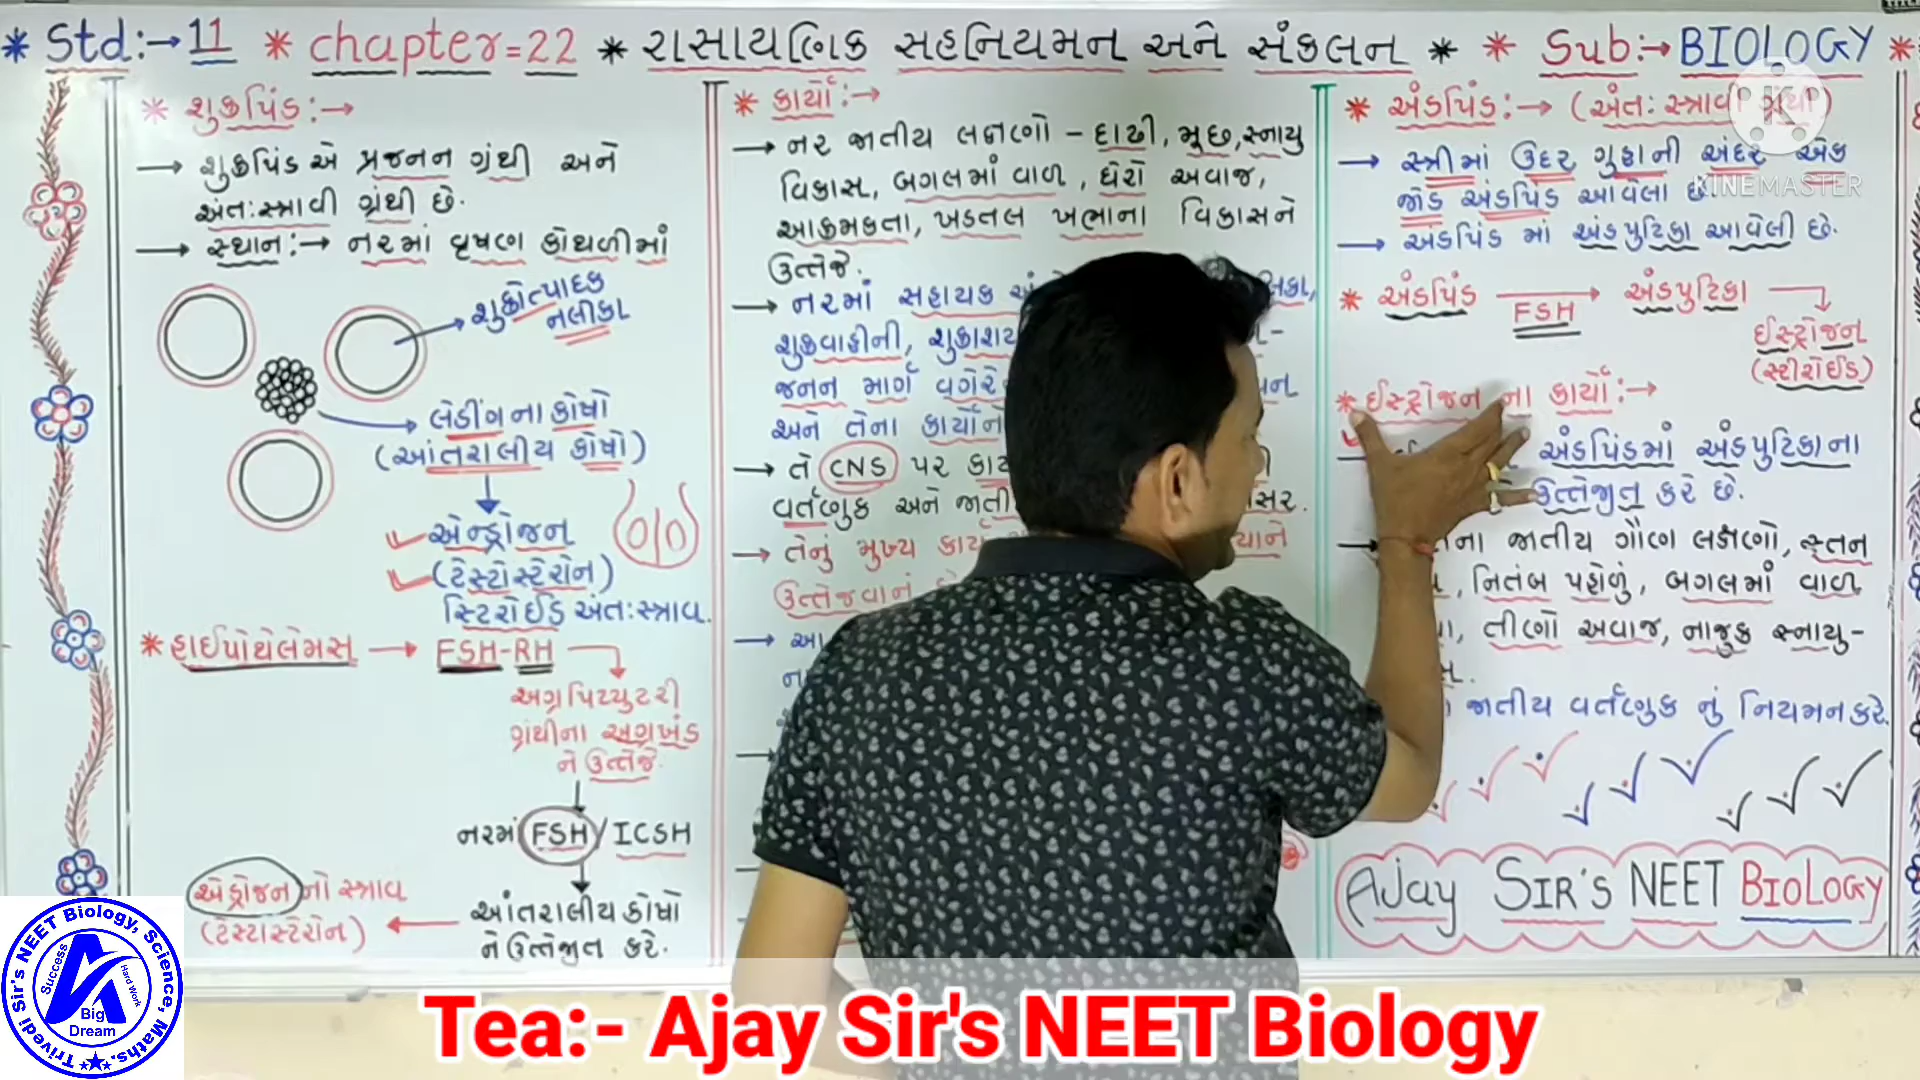 * Std:→ 11 * chapter = 22 * રાસાયણિક સહનિયમન અને સંકલન * * Sub:→ BIOLOGY *
* શુક્રપિંડ:→
→ શુક્રપિંડ એ પ્રજનન ગ્રંથી અને
અંતઃસ્ત્રાવી ગ્રંથી છે.
→ સ્થાન:→ નરમાં વૃષણ કોથળીમાં
શુક્રોત્પાદક
નલીકા
લેડીંગના કોષો
(આંતરાલીય કોષો)
એન્ડ્રોજન
(ટેસ્ટોસ્ટેરોન)
સ્ટિરોઈડ અંતઃસ્ત્રાવ.
* હાઈપોથેલેમસ → FSH-RH
અગ્રપિટ્યુટરી
ગ્રંથીના અગ્રખંડ
ને ઉત્તેજે.
નરમાં FSH/ICSH
આંતરાલીય કોષો
ને ઉત્તેજીત કરે.
એંડ્રોજન નો સ્ત્રાવ
(ટેસ્ટાસ્ટેરોન)
* કાર્યો:→
→ નર જાતીય લક્ષણો - દાઢી, મૂછ, સ્નાયુ
વિકાસ, બગલમાં વાળ, ઘેરો અવાજ,
આક્રમકતા, ખડતલ ખભાના વિકાસને
ઉત્તેજે.
→ નરમાં સહાયક
શુક્રવાહીની,
જનન માર્ગ
અને તેના કાર્યોને
→ તે CNS પર
વર્તણુક અને
→ તેનું મુખ્ય કાર્ય
ઉત્તેજવાનું
* અંડપિંડ:→ (અંતઃસ્ત્રાવી ગ્રંથી)
→ સ્ત્રીમાં ઉદર ગુહાની અંદર એક
જોડ અંડપિંડ આવેલા છે
→ અંડપિંડ માં અંડપુટિકા આવેલી છે.
* અંડપિંડ → FSH અંડપુટિકા
ઈસ્ટ્રોજન
(સ્ટીરોઈડ)
* ઈસ્ટ્રોજન ના કાર્યો:→
અંડપિંડમાં અંડપુટિકાના
ઉત્તેજીત કરે છે.
જાતીય ગૌણ લક્ષણો, સ્તન
નિતંબ પહોળું, બગલમાં વાળ
તીણો અવાજ, નાજુક સ્નાયુ-
જાતીય વર્તણુક નું નિયમન કરે.
AJay SIR'S NEET BIOLOGY
KINEMASTER
Trivedi Sir's NEET Biology, Science, Maths.
Success
Hard Work
Big
Dream
Tea:- Ajay Sir's NEET Biology